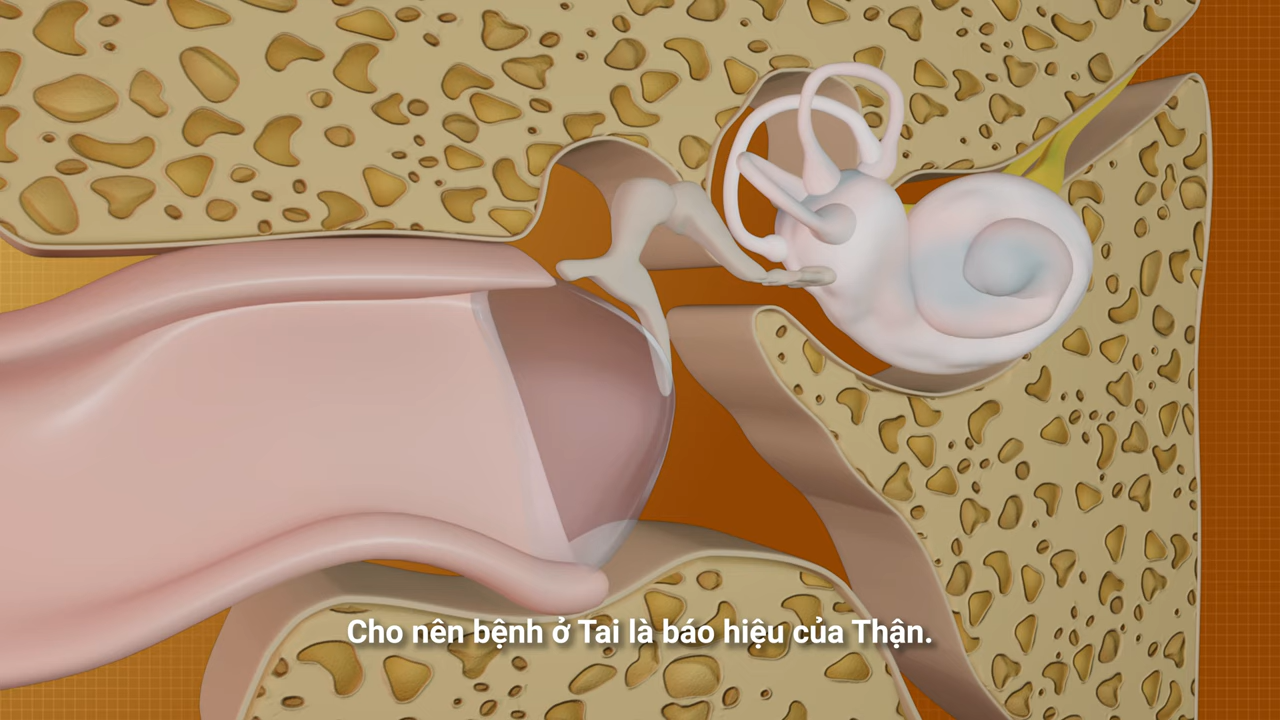 Cho nên bệnh ở Tai là báo hiệu của Thận.